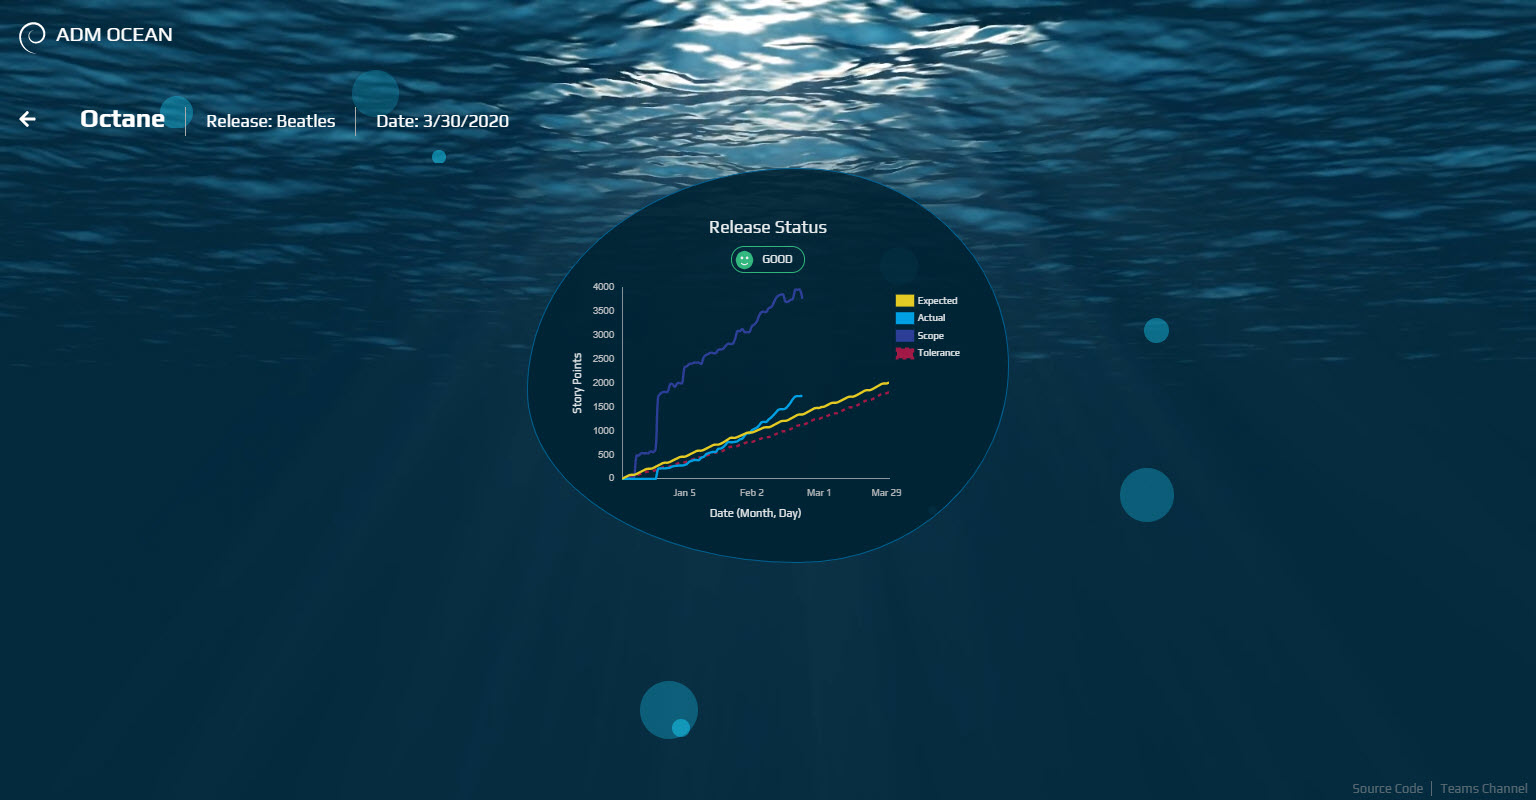 ADM OCEAN
Octane
Release: Beatles
Date: 3/30/2020
Release Status
GOOD
4000
3500
3000
2500
2000
1500
1000
500
0
Story Points
Jan 5
Feb 2
Mar 1
Mar 29
Date (Month, Day)
Expected
Actual
Scope
Tolerance
Source Code
Teams Channel